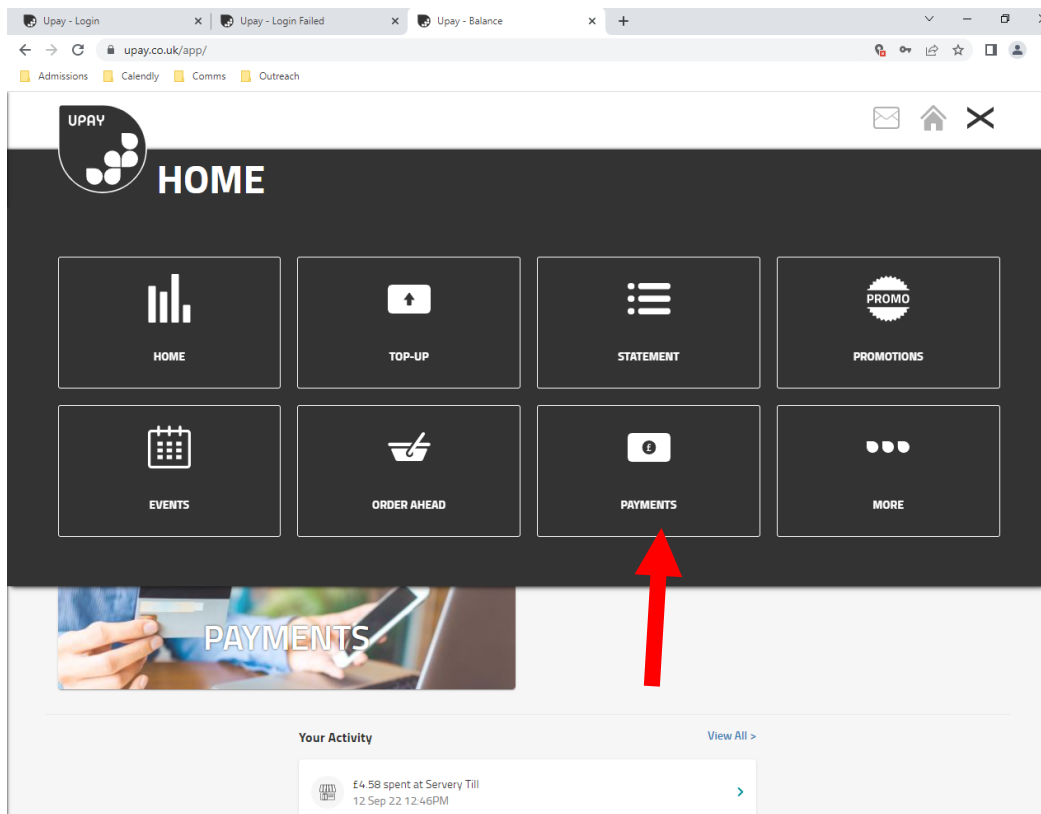 Upay - Login
Upay - Login Failed
Upay - Balance
upay.co.uk/app/
Admissions
Calendly
Comms
Outreach
UPAY
HOME
HOME
TOP-UP
STATEMENT
PROMO
PROMOTIONS
EVENTS
ORDER AHEAD
£
PAYMENTS
MORE
PAYMENTS
Your Activity
View All >
£4.58 spent at Servery Till
12 Sep 22 12:46PM